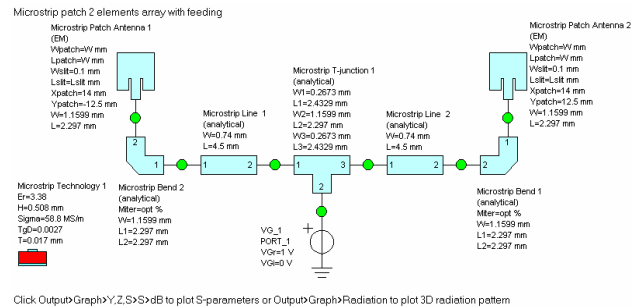 Microstrip patch 2 elements array with feeding
Microstrip Patch Antenna 1
(EM)
Wpatch=W mm
Lpatch=W mm
Wslit=0.1 mm
Lslit=Lslit mm
Xpatch=14 mm
Ypatch=-12.5 mm
W=1.1599 mm
L=2.297 mm
Microstrip Patch Antenna 2
(EM)
Wpatch=W mm
Lpatch=W mm
Wslit=0.1 mm
Lslit=Lslit mm
Xpatch=14 mm
Ypatch=12.5 mm
W=1.1599 mm
L=2.297 mm
Microstrip T-junction 1
(analytical)
W1=0.2673 mm
L1=2.4329 mm
W2=1.1599 mm
L2=2.297 mm
W3=0.2673 mm
L3=2.4329 mm
Microstrip Line 1
(analytical)
W=0.74 mm
L=4.5 mm
Microstrip Line 2
(analytical)
W=0.74 mm
L=4.5 mm
2
1
1
2
1
3
2
1
2
2
1
Microstrip Technology 1
Er=3.38
H=0.508 mm
Sigma=58.8 MS/m
TgD=0.0027
T=0.017 mm
Microstrip Bend 2
(analytical)
Miter=opt %
W=1.1599 mm
L1=2.297 mm
L2=2.297 mm
VG_1
PORT_1
VGr=1 V
VGi=0 V
+
Microstrip Bend 1
(analytical)
Miter=opt %
W=1.1599 mm
L1=2.297 mm
L2=2.297 mm
Click Output>Graph>Y,Z,S>S>dB to plot S-parameters or Output>Graph>Radiation to plot 3D radiation pattern